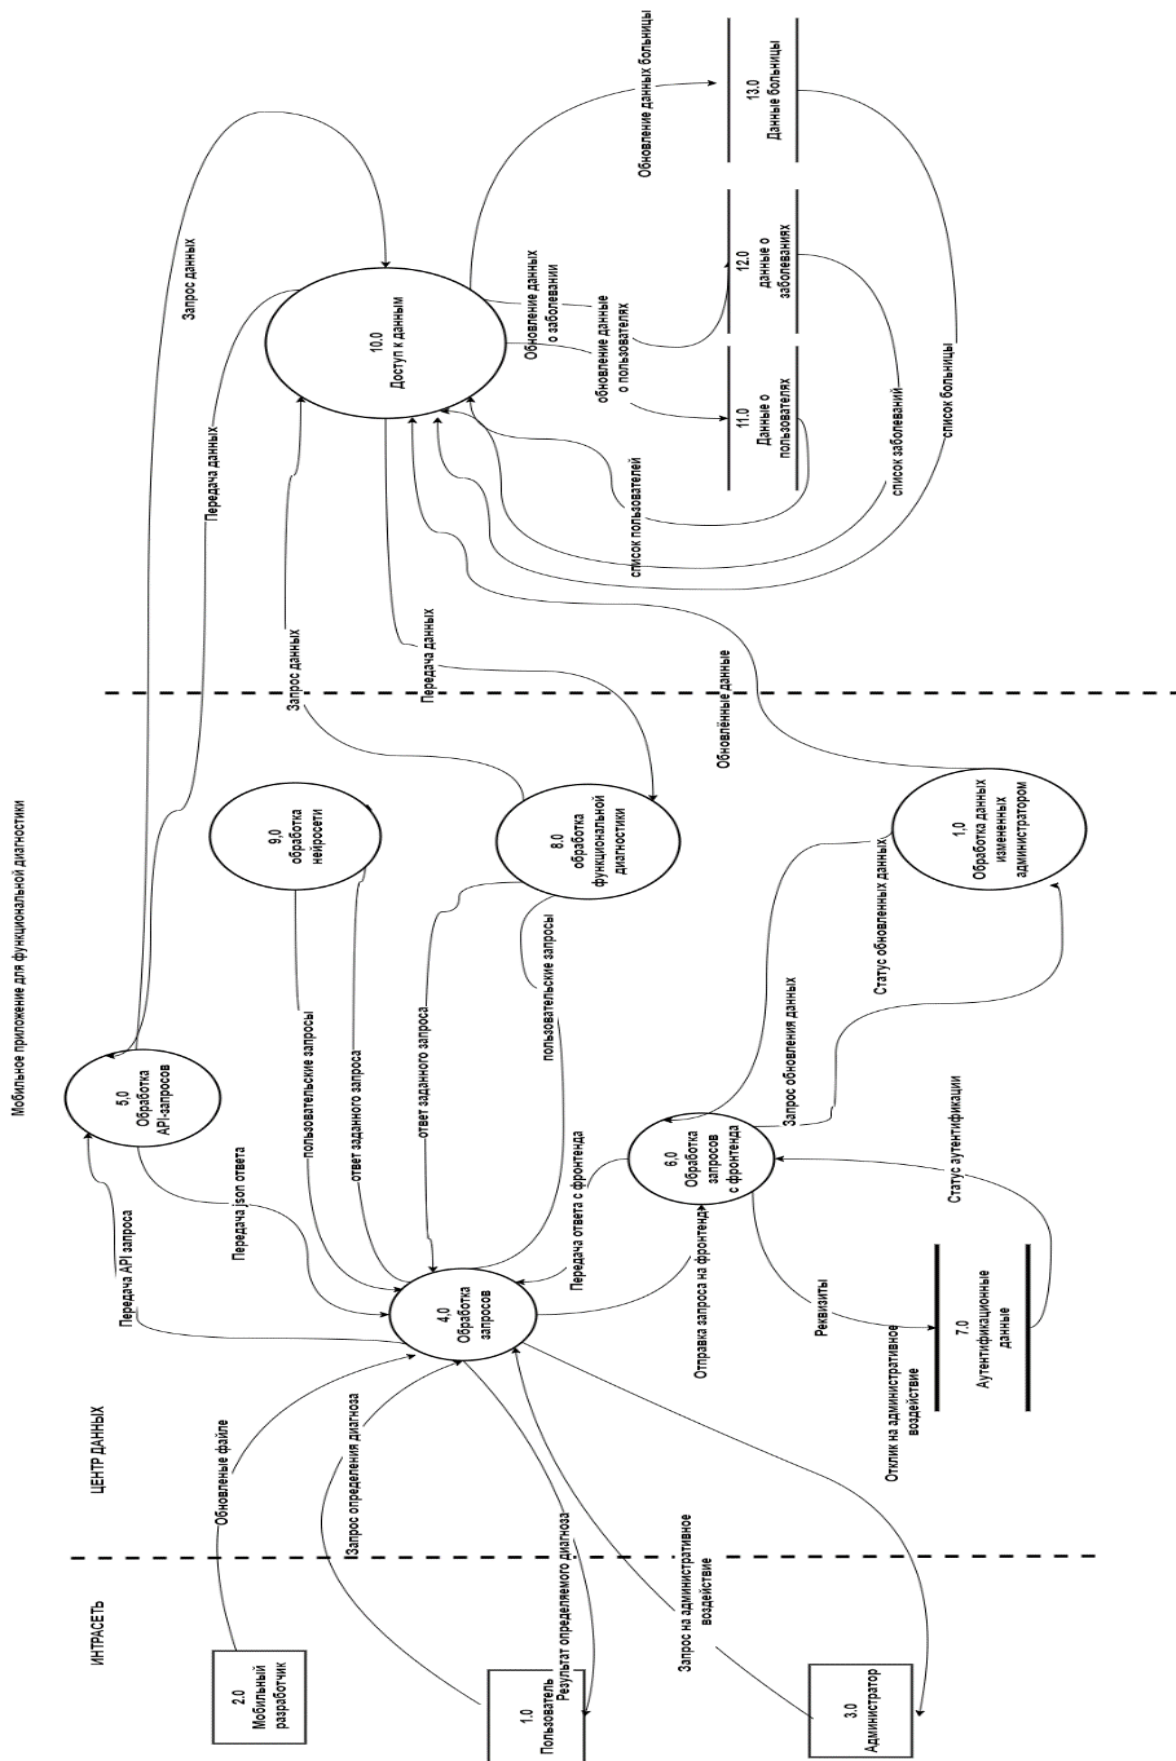 Мобильное приложение для функциональной диагностики
ИНТРАСЕТЬ
ЦЕНТР ДАННЫХ
2.0
Мобильный
разработчик
1.0
Пользователь
3.0
Администратор
Обновленые файле
Запрос определения диагноза
Результат определяемого диагноза
Запрос на административное
воздействие
Отклик на административное
воздействие
4,0
Обработка
запросов
Передача API запроса
Передача json ответа
5,0
Обработка
API-запросов
пользовательские запросы
ответ заданного запроса
ответ заданного запроса
пользовательские запросы
Передача ответа с фронтенда
Отправка запроса на фронтенд
6,0
Обработка
запросов
с фронтенда
Реквизиты
7.0
Аутентификационные
данные
Статус аутентификации
Запрос обновления данных
Статус обновленных данных
9,0
обработка
нейросети
8.0
обработка
функциональной
диагностики
1,0
Обработка данных
измененных
администратором
Запрос данных
Передача данных
Запрос данных
Передача данных
Обновлённые данные
10.0
Доступ к данным
Обновление данных
о заболевании
обновление данные
о пользователях
Обновление данных больницы
11.0
Данные о
пользователях
12.0
данные о
заболеваниях
13.0
Данные больницы
список пользователей
список заболеваний
список больницы